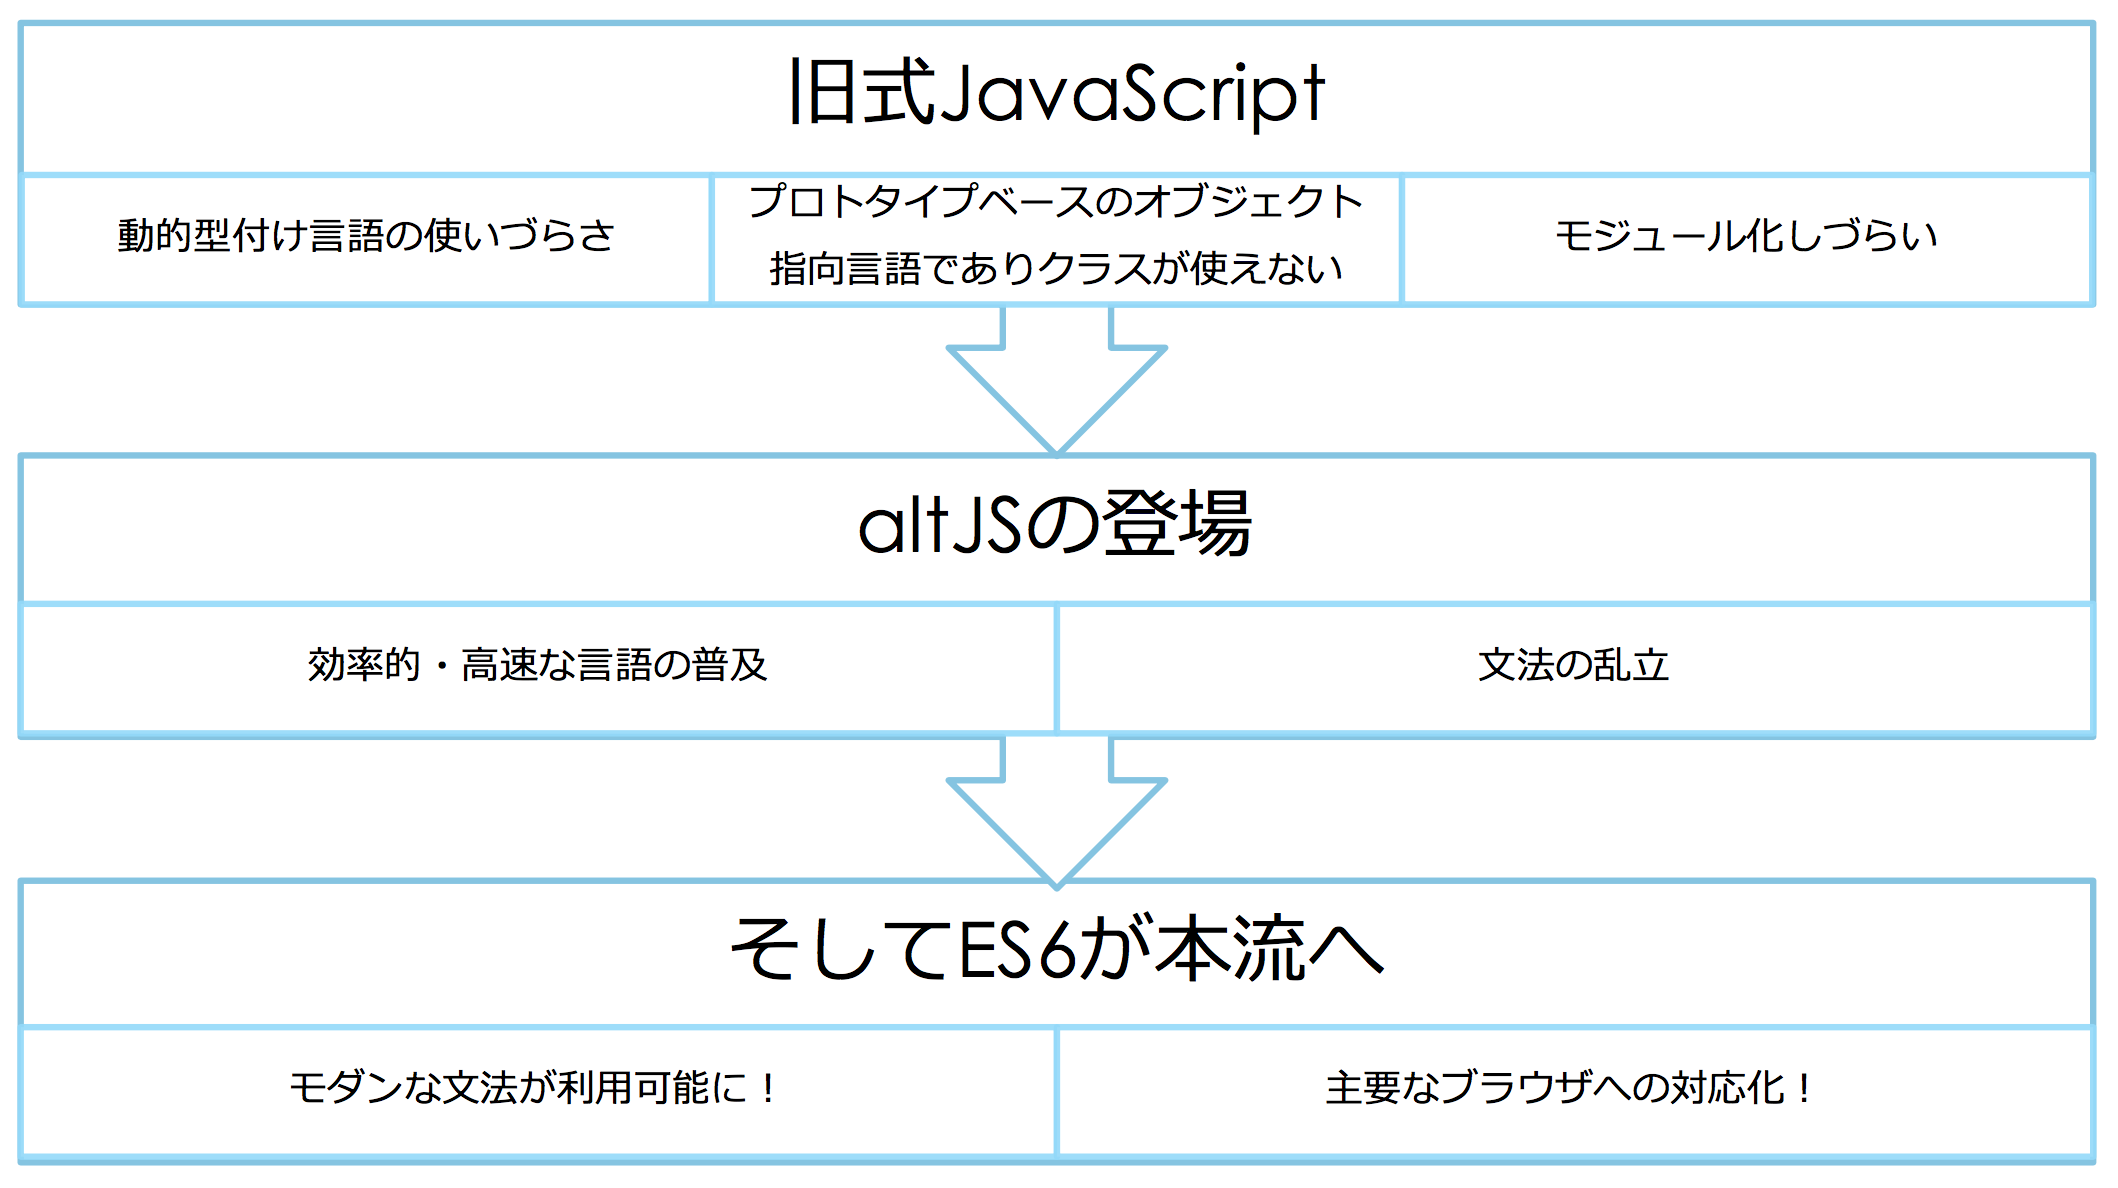 旧式JavaScript
動的型付け言語の使いづらさ
プロトタイプベースのオブジェクト
指向言語でありクラスが使えない
モジュール化しづらい
altJSの登場
効率的・高速な言語の普及
文法の乱立
そしてES6が本流へ
モダンな文法が利用可能に！
主要なブラウザへの対応化！